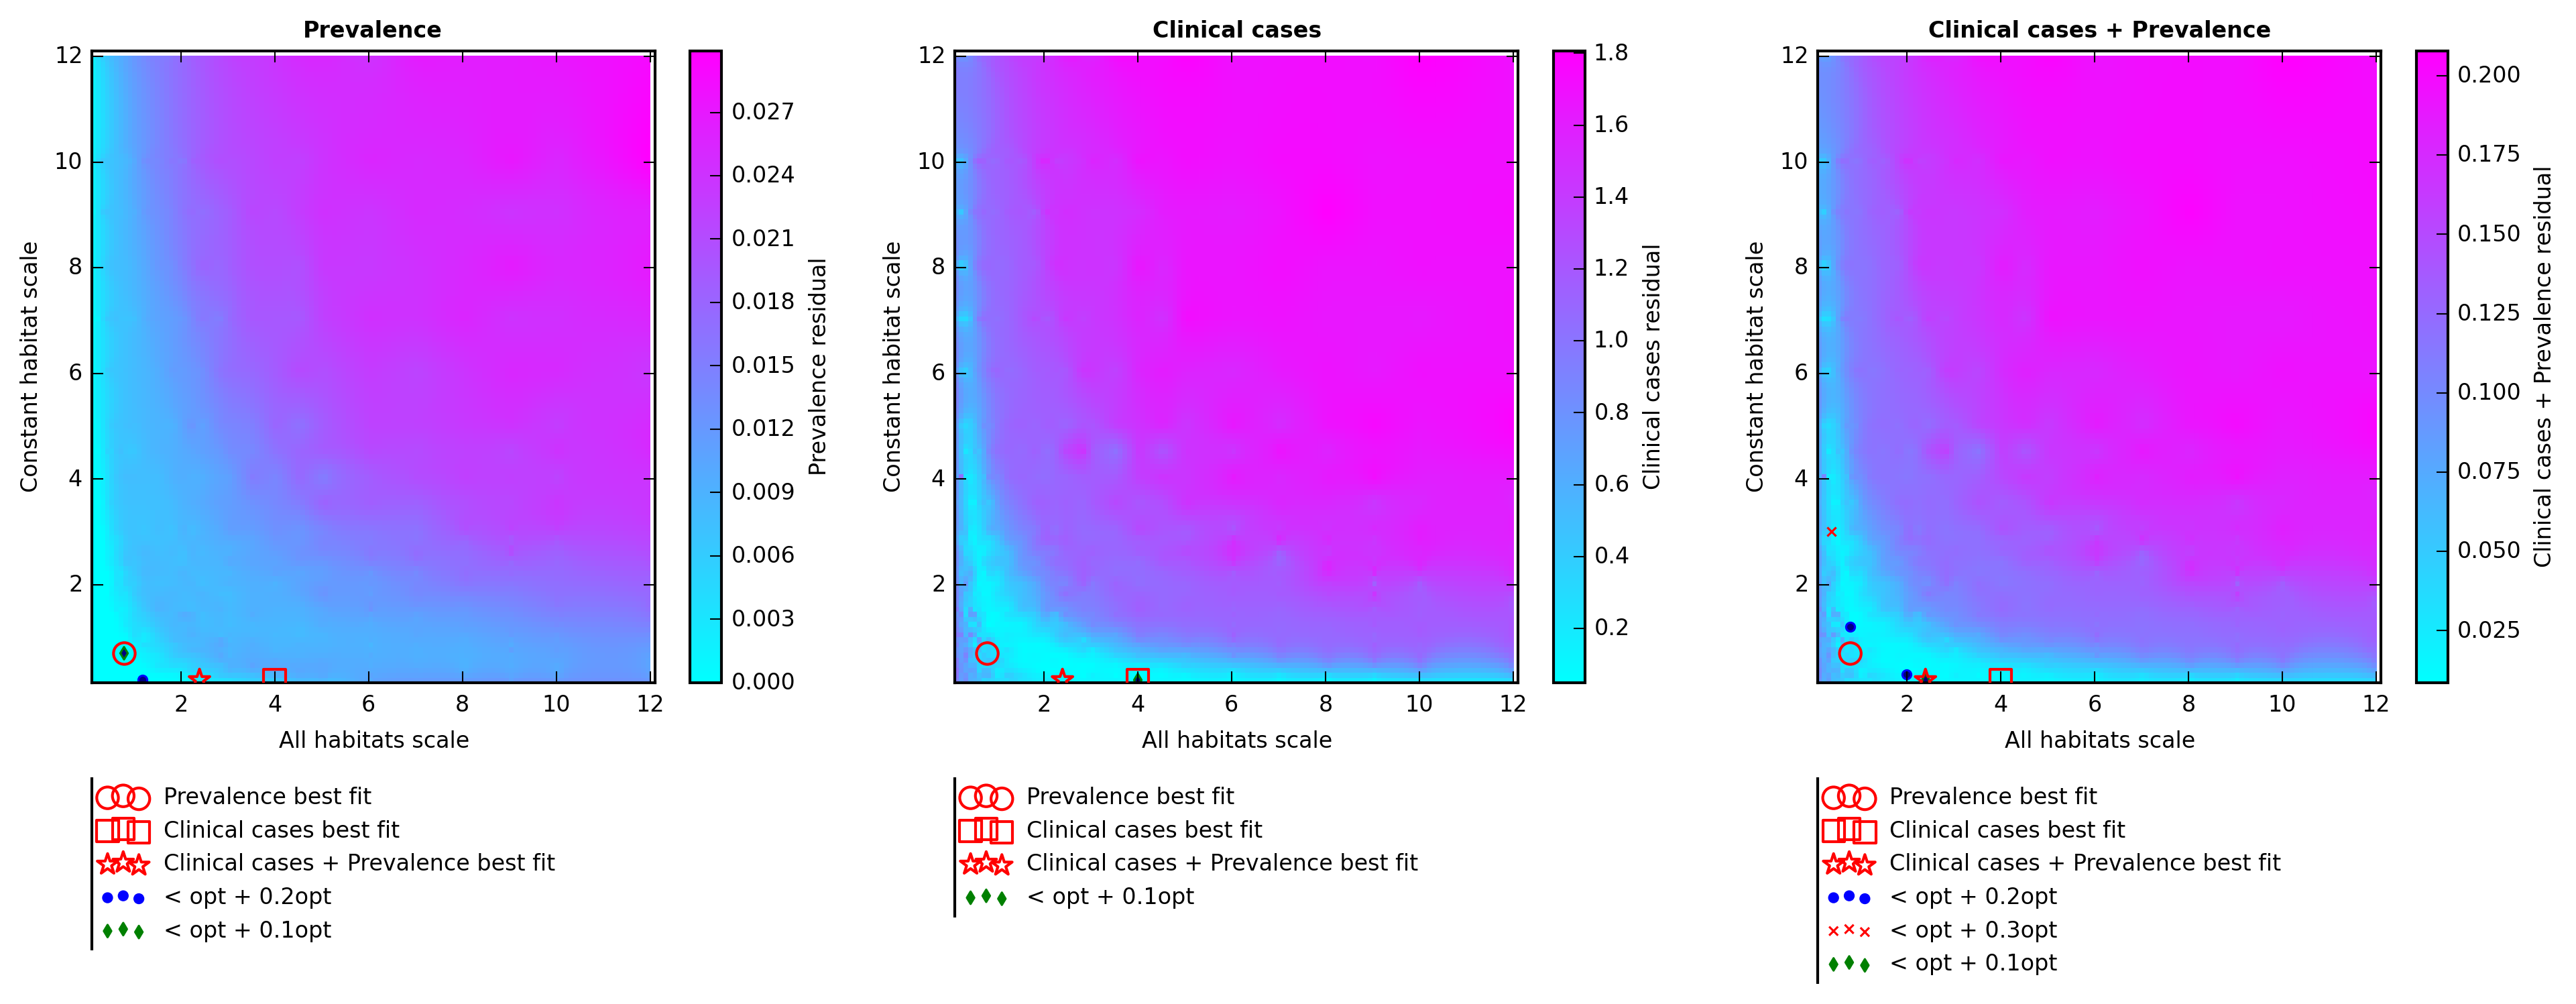 Prevalence
12
10
8
6
4
2
Constant habitat scale
2 4 6 8 10 12
All habitats scale
0.027
0.024
0.021
0.018
0.015
0.012
0.009
0.006
0.003
0.000
Prevalence residual
Prevalence best fit
Clinical cases best fit
Clinical cases + Prevalence best fit
< opt + 0.2opt
< opt + 0.1opt
Clinical cases
12
10
8
6
4
2
Constant habitat scale
2 4 6 8 10 12
All habitats scale
1.8
1.6
1.4
1.2
1.0
0.8
0.6
0.4
0.2
Clinical cases residual
Prevalence best fit
Clinical cases best fit
Clinical cases + Prevalence best fit
< opt + 0.1opt
Clinical cases + Prevalence
12
10
8
6
4
2
Constant habitat scale
2 4 6 8 10 12
All habitats scale
0.200
0.175
0.150
0.125
0.100
0.075
0.050
0.025
Clinical cases + Prevalence residual
Prevalence best fit
Clinical cases best fit
Clinical cases + Prevalence best fit
< opt + 0.2opt
< opt + 0.3opt
< opt + 0.1opt